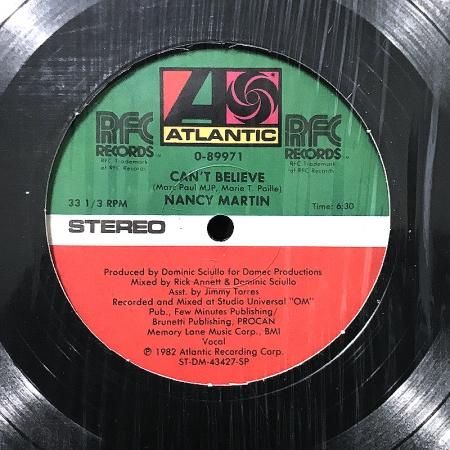 ATLANTIC
RFC
RECORDS
RFC Trademark
of RFC Records
RFC
RECORDS
RFC Trademark
of RFC Records
0-89971
CAN'T BELIEVE
(Marc Paul MJP, Marie T. Paille)
33 1/3 RPM NANCY MARTIN Time: 6:30
STEREO
Produced by Dominic Sciullo for Domec Productions
Mixed by Rick Annett & Dominic Sciullo
Asst. by Jimmy Torres
Recorded and Mixed at Studio Universal "OM"
Pub., Few Minutes Publishing/
Brunetti Publishing, PROCAN
Memory Lane Music Corp., BMI
Vocal
℗ 1982 Atlantic Recording Corp.
ST-DM-43427-SP